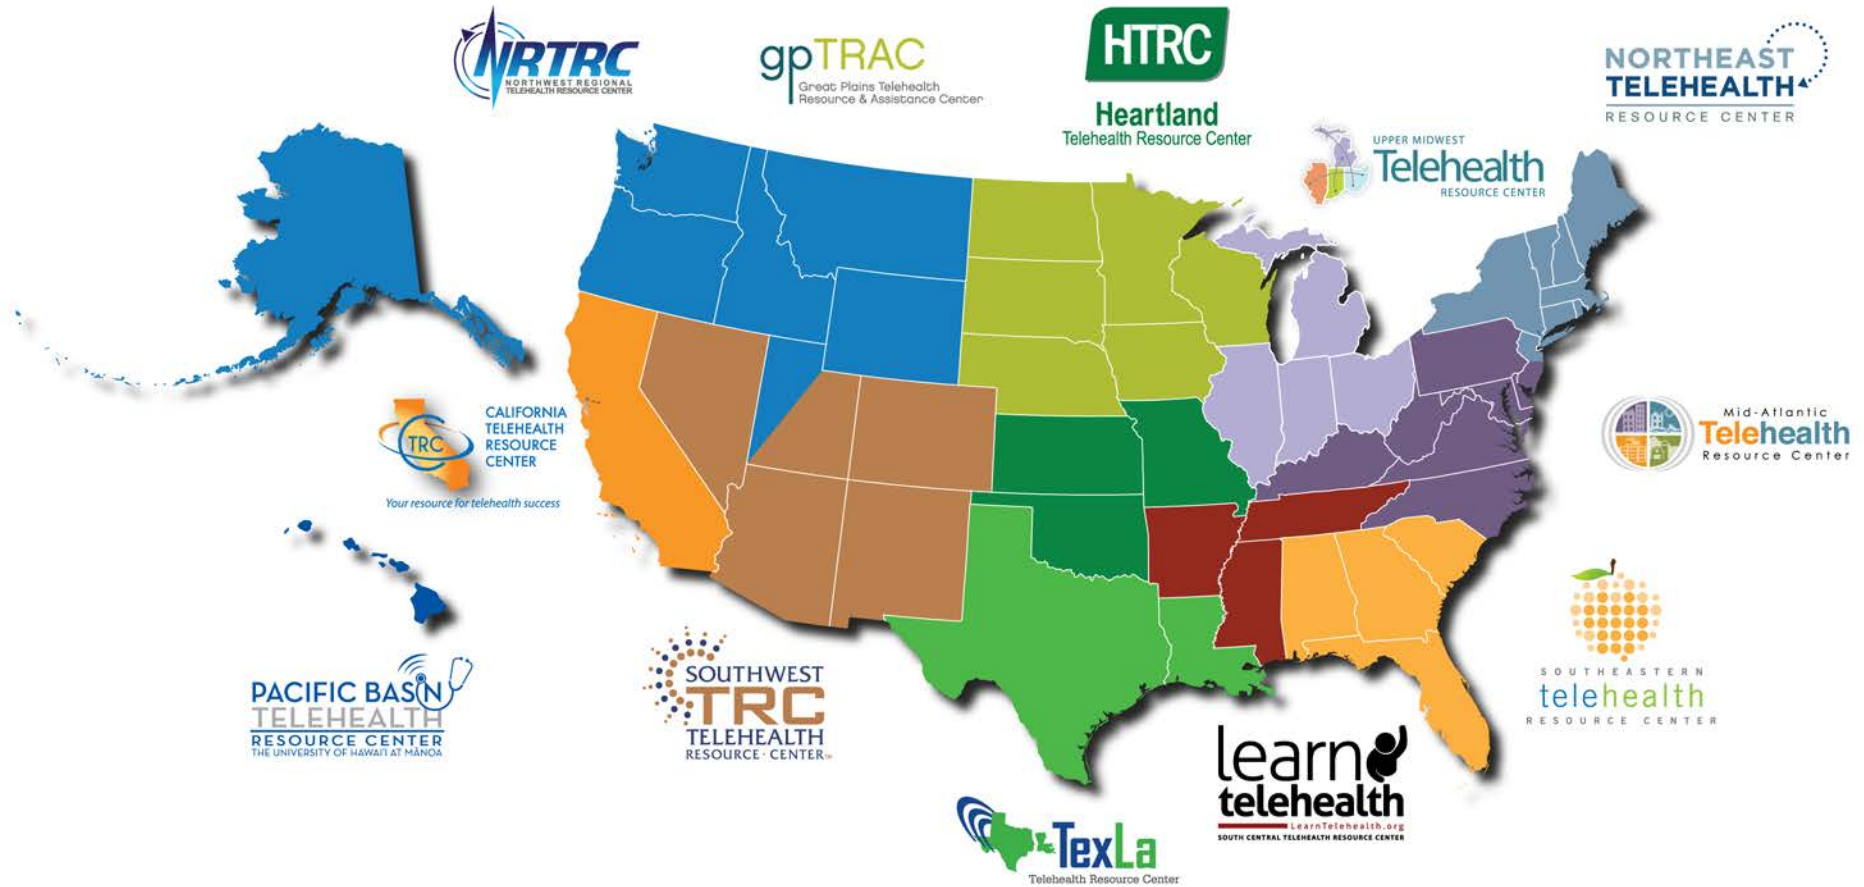 NRTRC
NORTHWEST REGIONAL
TELEHEALTH RESOURCE CENTER
gpTRAC
Great Plains Telehealth
Resource & Assistance Center
HTRC
Heartland
Telehealth Resource Center
NORTHEAST
TELEHEALTH
RESOURCE CENTER
UPPER MIDWEST
Telehealth
RESOURCE CENTER
TRC
CALIFORNIA
TELEHEALTH
RESOURCE
CENTER
Your resource for telehealth success
Mid-Atlantic
Telehealth
Resource Center
PACIFIC BASIN
TELEHEALTH
RESOURCE CENTER
THE UNIVERSITY OF HAWAI'I AT MĀNOA
SOUTHWEST
TRC
TELEHEALTH
RESOURCE · CENTER
SOUTHEASTERN
telehealth
RESOURCE CENTER
learn
telehealth
LearnTelehealth.org
SOUTH CENTRAL TELEHEALTH RESOURCE CENTER
TexLa
Telehealth Resource Center